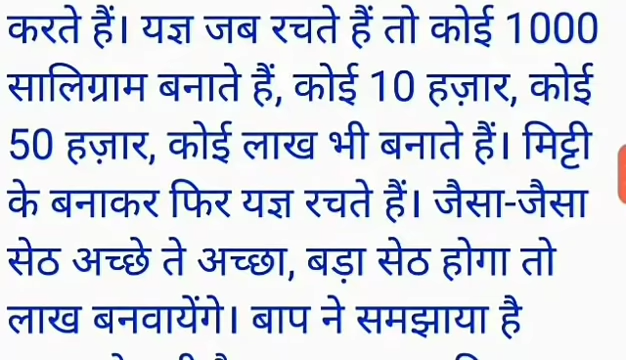 करते हैं। यज्ञ जब रचते हैं तो कोई 1000
सालिग्राम बनाते हैं, कोई 10 हज़ार, कोई
50 हज़ार, कोई लाख भी बनाते हैं। मिट्टी
के बनाकर फिर यज्ञ रचते हैं। जैसा-जैसा
सेठ अच्छे ते अच्छा, बड़ा सेठ होगा तो
लाख बनवायेंगे। बाप ने समझाया है